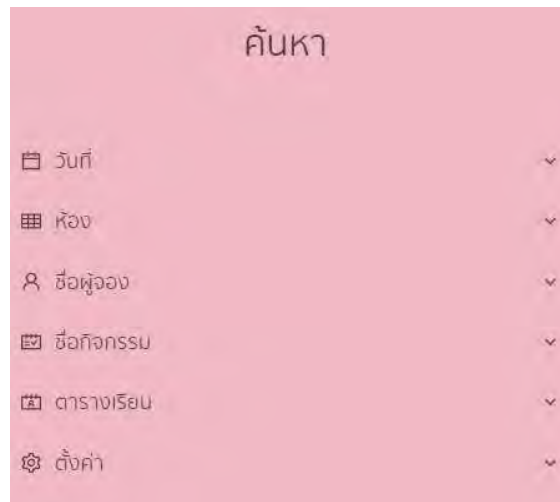 ค้นหา
วันที่
ห้อง
ชื่อผู้จอง
ชื่อกิจกรรม
ตารางเรียน
ตั้งค่า